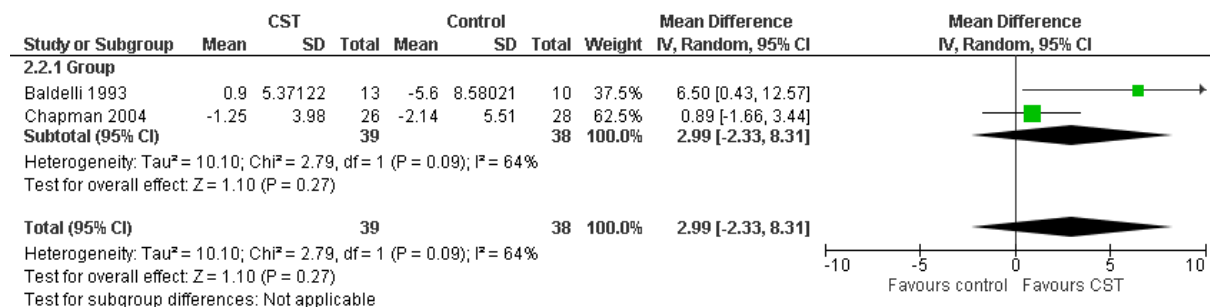 CST Control Mean Difference Mean Difference
Study or Subgroup Mean SD Total Mean SD Total Weight IV, Random, 95% CI IV, Random, 95% CI
2.2.1 Group
Baldelli 1993 0.9 5.37122 13 -5.6 8.58021 10 37.5% 6.50 [0.43, 12.57]
Chapman 2004 -1.25 3.98 26 -2.14 5.51 28 62.5% 0.89 [-1.66, 3.44]
Subtotal (95% CI) 39 38 100.0% 2.99 [-2.33, 8.31]
Heterogeneity: Tau² = 10.10; Chi² = 2.79, df = 1 (P = 0.09); I² = 64%
Test for overall effect: Z = 1.10 (P = 0.27)
Total (95% CI) 39 38 100.0% 2.99 [-2.33, 8.31]
Heterogeneity: Tau² = 10.10; Chi² = 2.79, df = 1 (P = 0.09); I² = 64%
Test for overall effect: Z = 1.10 (P = 0.27)
Test for subgroup differences: Not applicable
-10 -5 0 5 10
Favours control Favours CST